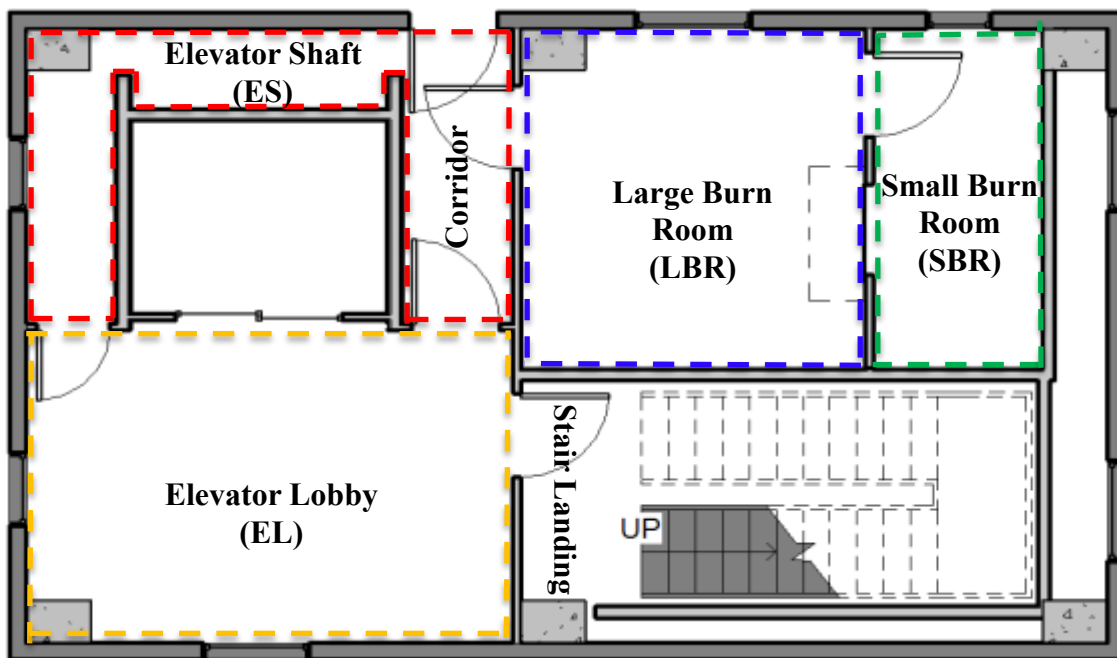 Elevator Shaft
(ES)
Corridor
Large Burn
Room
(LBR)
Small Burn
Room
(SBR)
Elevator Lobby
(EL)
Stair Landing
UP